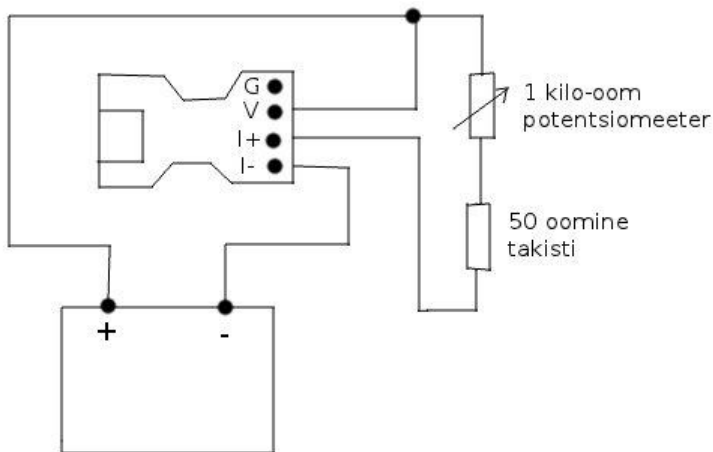 G
V
I+
I-
1 kilo-oom
potentsiomeeter
50 oomine
takisti
+ -